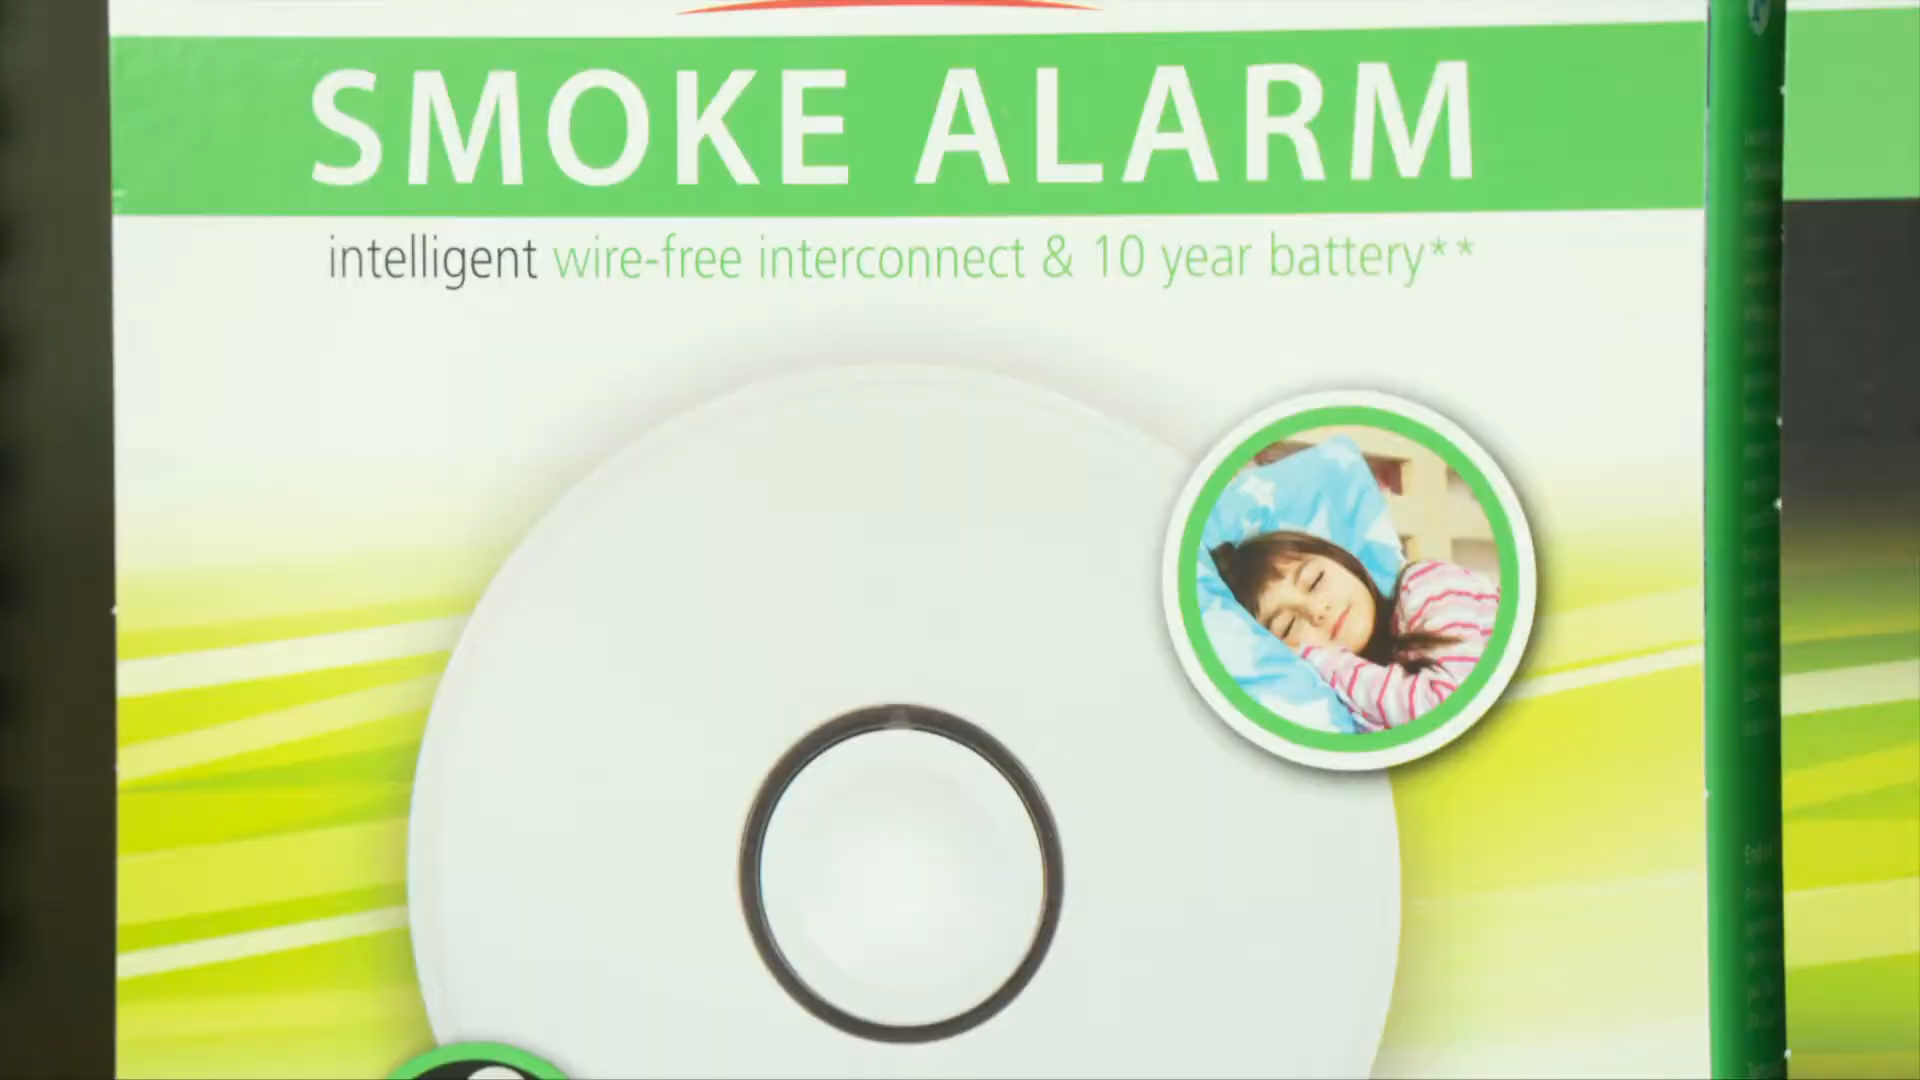 SMOKE ALARM
intelligent wire-free interconnect & 10 year battery**